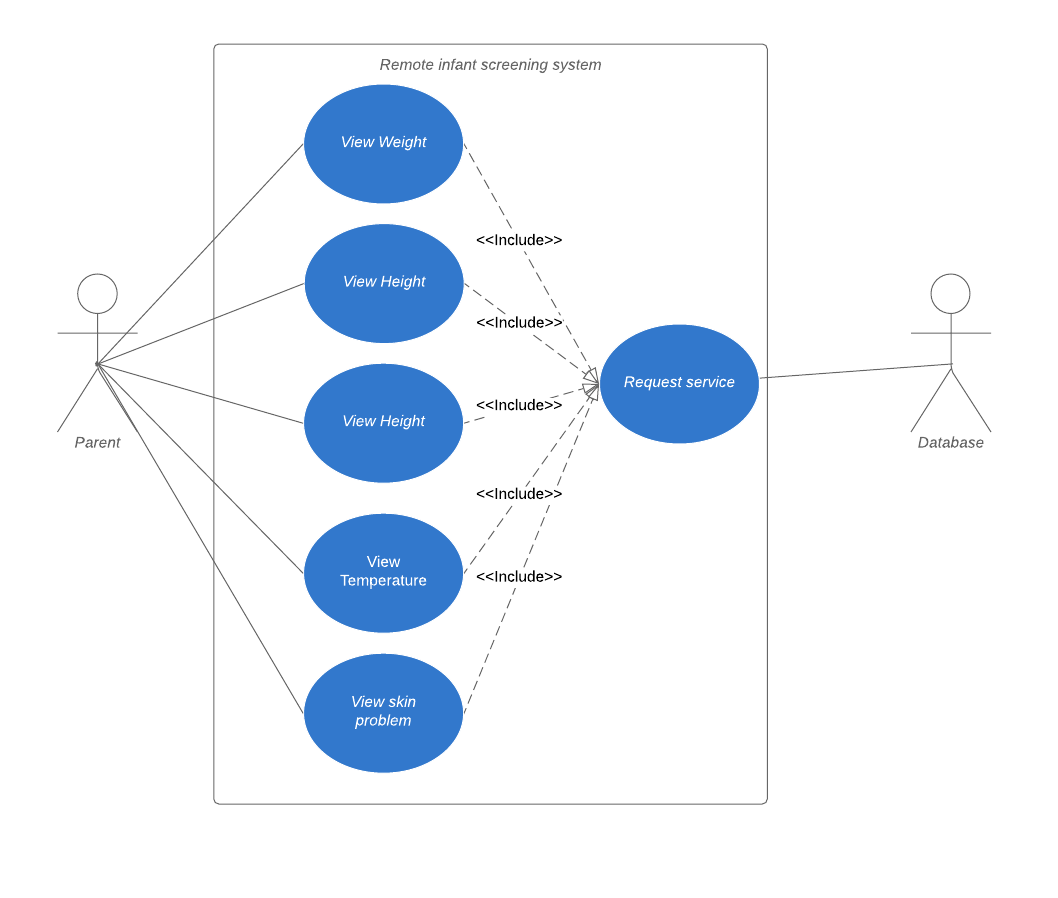 Remote infant screening system
View Weight
<<Include>>
View Height
<<Include>>
Request service
<<Include>>
View Height
Parent
Database
<<Include>>
View
Temperature
<<Include>>
View skin
problem